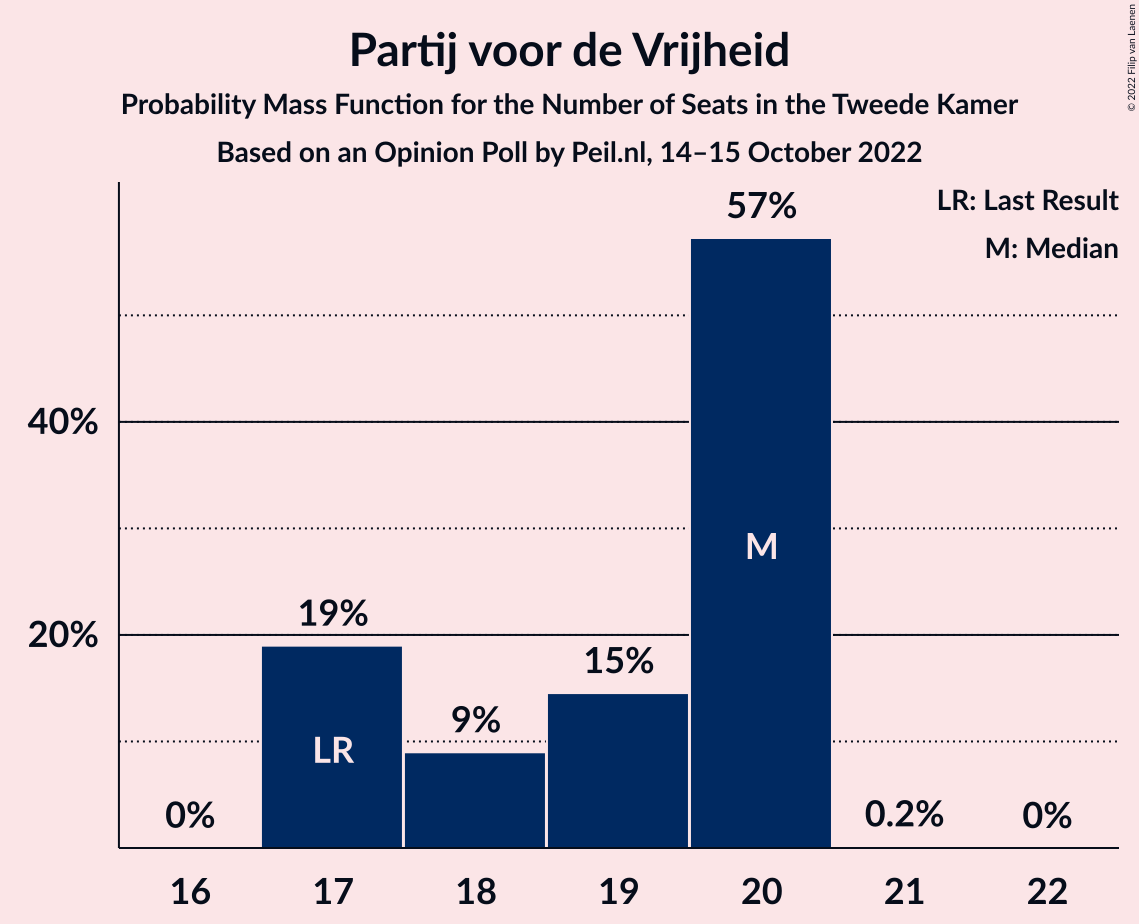 Partij voor de Vrijheid
Probability Mass Function for the Number of Seats in the Tweede Kamer
Based on an Opinion Poll by Peil.nl, 14–15 October 2022
© 2022 Filip van Laenen
LR: Last Result
M: Median
57%
40%
M
19%
20%
15%
9%
LR
0%
0.2%
0%
16
17
18
19
20
21
22